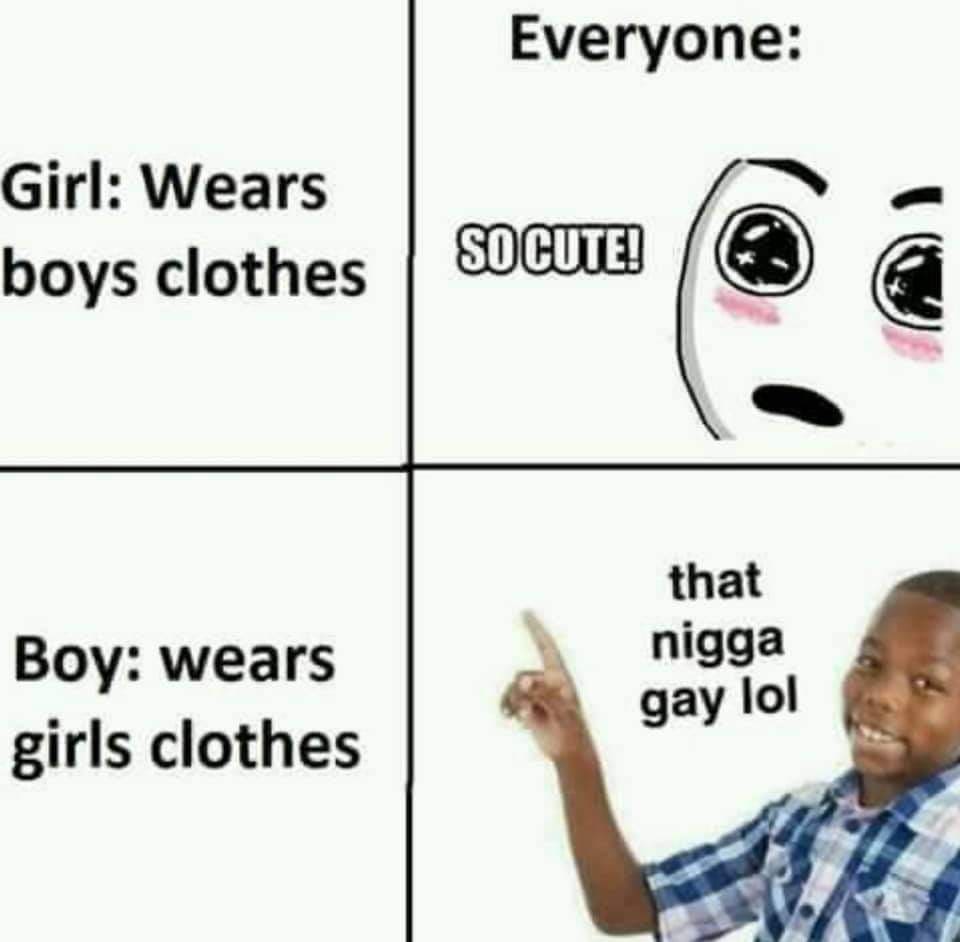 Everyone:
Girl: Wears
boys clothes
SO CUTE!
Boy: wears
girls clothes
that
nigga
gay lol